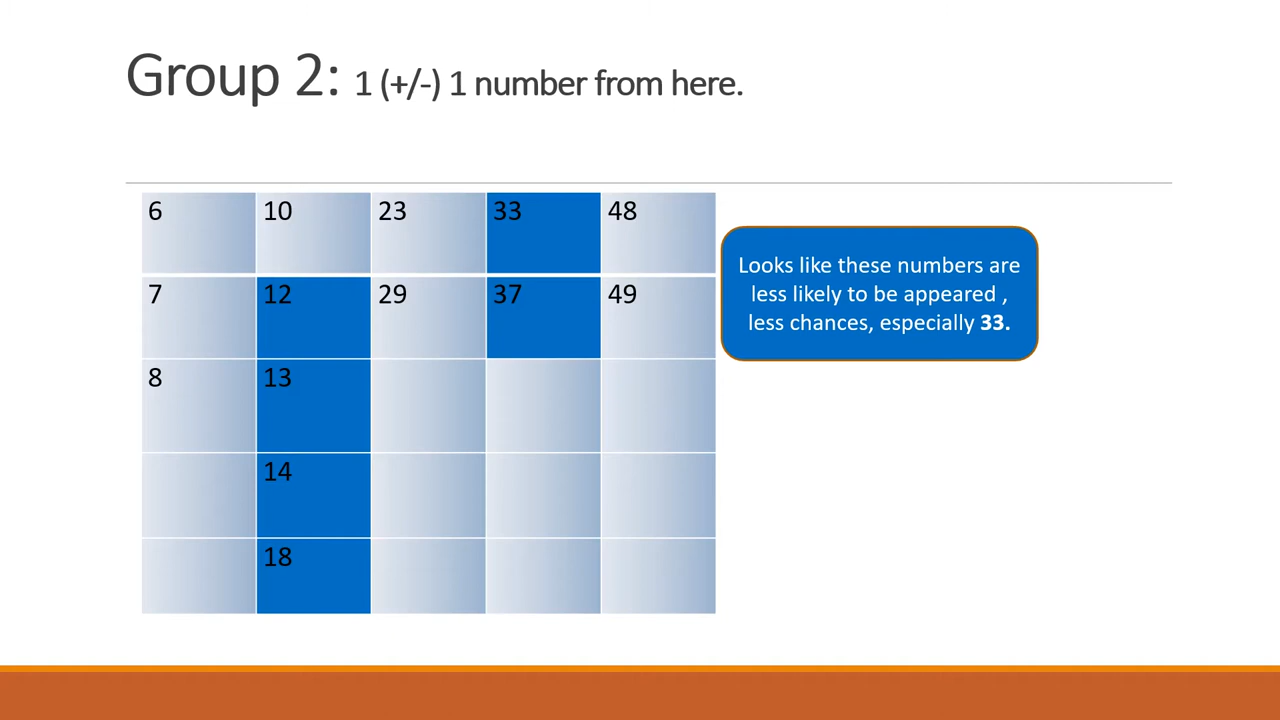 Group 2: 1 (+/-) 1 number from here.
6 10 23 33 48
7 12 29 37 49
8 13
14
18
Looks like these numbers are
less likely to be appeared ,
less chances, especially 33.